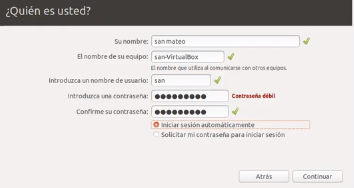 ¿Quién es usted?
Su nombre: san mateo
El nombre de su equipo: san-VirtualBox
El nombre que utiliza al comunicarse con otros equipos.
Introduzca un nombre de usuario: san
Introduzca una contraseña: ●●●●●●●●● Contraseña débil
Confirme su contraseña: ●●●●●●●●●
Iniciar sesión automáticamente
Solicitar mi contraseña para iniciar sesión
Atrás Continuar